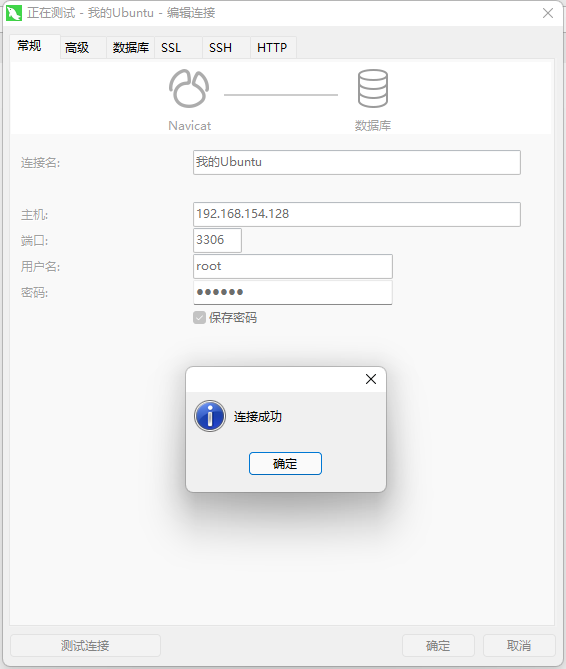 正在测试 - 我的Ubuntu - 编辑连接
常规 高级 数据库 SSL SSH HTTP
Navicat 数据库
连接名: 我的Ubuntu
主机: 192.168.154.128
端口: 3306
用户名: root
密码: ●●●●●●
保存密码
连接成功
确定
测试连接 确定 取消